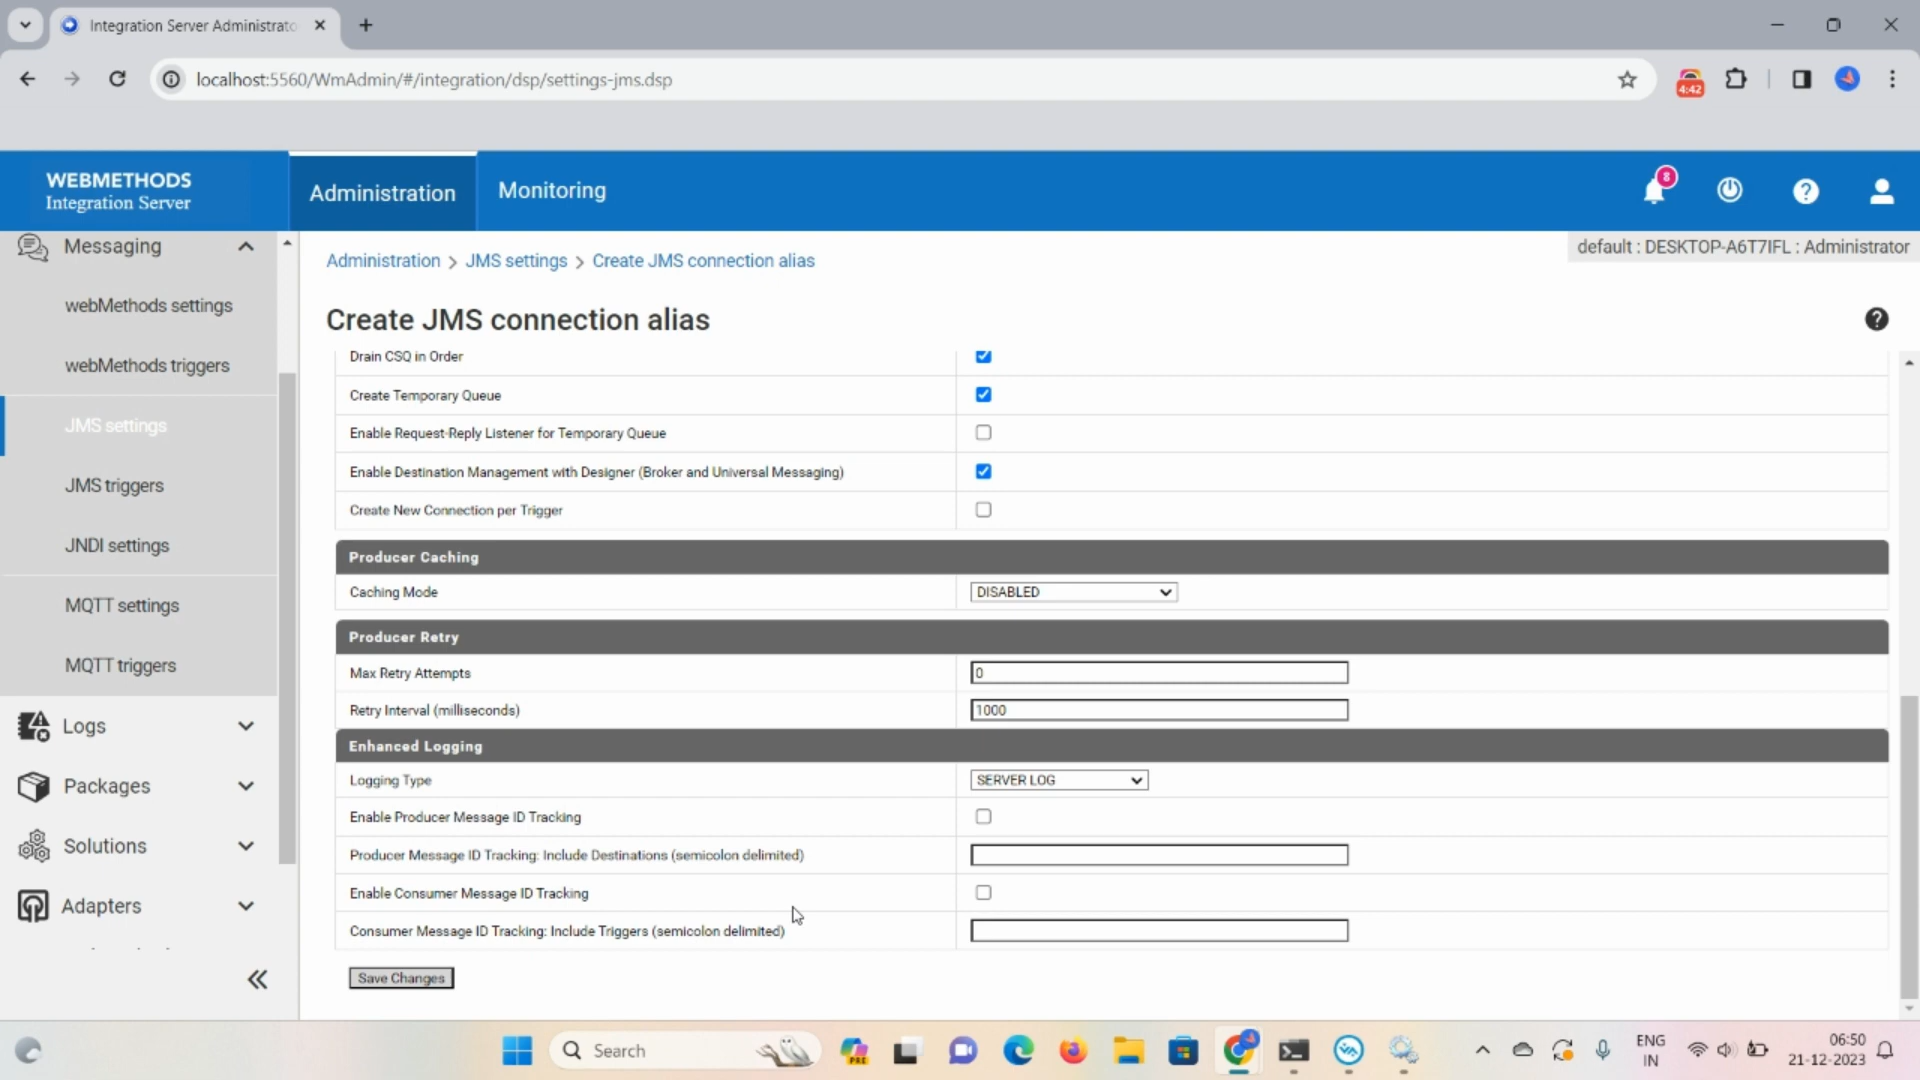 Integration Server Administrato
localhost:5560/WmAdmin/#/integration/dsp/settings-jms.dsp
4:42
WEBMETHODS
Integration Server
Administration
Monitoring
8
default : DESKTOP-A6T7IFL : Administrator
Messaging
webMethods settings
webMethods triggers
JMS settings
JMS triggers
JNDI settings
MQTT settings
MQTT triggers
Logs
Packages
Solutions
Adapters
Administration > JMS settings > Create JMS connection alias
Create JMS connection alias
Drain CSQ in Order
Create Temporary Queue
Enable Request-Reply Listener for Temporary Queue
Enable Destination Management with Designer (Broker and Universal Messaging)
Create New Connection per Trigger
Producer Caching
Caching Mode DISABLED
Producer Retry
Max Retry Attempts 0
Retry Interval (milliseconds) 1000
Enhanced Logging
Logging Type SERVER LOG
Enable Producer Message ID Tracking
Producer Message ID Tracking: Include Destinations (semicolon delimited)
Enable Consumer Message ID Tracking
Consumer Message ID Tracking: Include Triggers (semicolon delimited)
Save Changes
Search
PRE
ENG
IN
06:50
21-12-2023